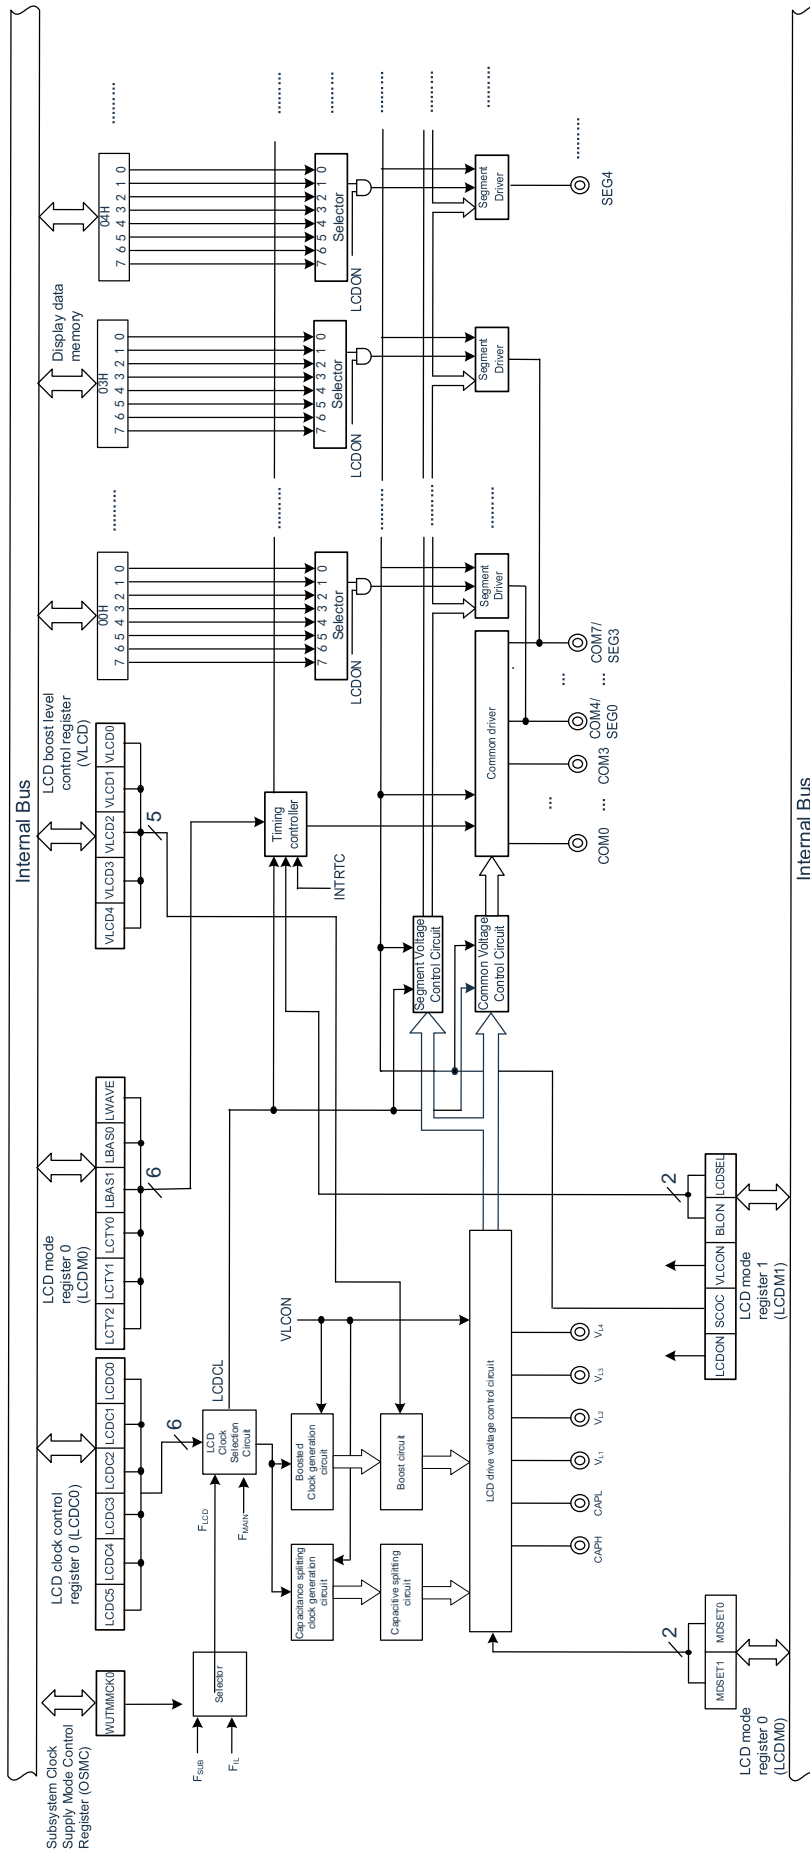 Internal Bus
Subsystem Clock
Supply Mode Control
Register (OSMC)
WUTMMCK0
LCD clock control
register 0 (LCDC0)
LCDC5
LCDC4
LCDC3
LCDC2
LCDC1
LCDC0
6
LCD mode
register 0
(LCDM0)
LCTY2
LCTY1
LCTY0
LBAS1
LBAS0
LWAVE
6
LCD boost level
control register
(VLCD)
VLCD4
VLCD3
VLCD2
VLCD1
VLCD0
5
00H
7 6 5 4 3 2 1 0
..........
Display data
memory
03H
7 6 5 4 3 2 1 0
04H
7 6 5 4 3 2 1 0
..........
FSUB
FIL
Selector
FLCD
FMAIN
LCD
Clock
Selection
Circuit
LCDCL
VLCON
Timing
controller
INTRTC
7 6 5 4 3 2 1 0
Selector
LCDON
..........
7 6 5 4 3 2 1 0
Selector
LCDON
7 6 5 4 3 2 1 0
Selector
LCDON
..........
Capacitance splitting
clock generation
circuit
Boosted
Clock generation
circuit
Capacitive splitting
circuit
Boost circuit
Segment Voltage
Control Circuit
Common Voltage
Control Circuit
LCD drive voltage control circuit
Common driver
Segment
Driver
Segment
Driver
Segment
Driver
CAPH
CAPL
VL1
VL2
VL3
VL4
COM0
...
COM3
COM4/
SEG0
...
COM7/
SEG3
SEG4
2
MDSET1
MDSET0
LCD mode
register 0
(LCDM0)
2
LCDON
SCOC
VLCON
BLON
LCDSEL
LCD mode
register 1
(LCDM1)
Internal Bus